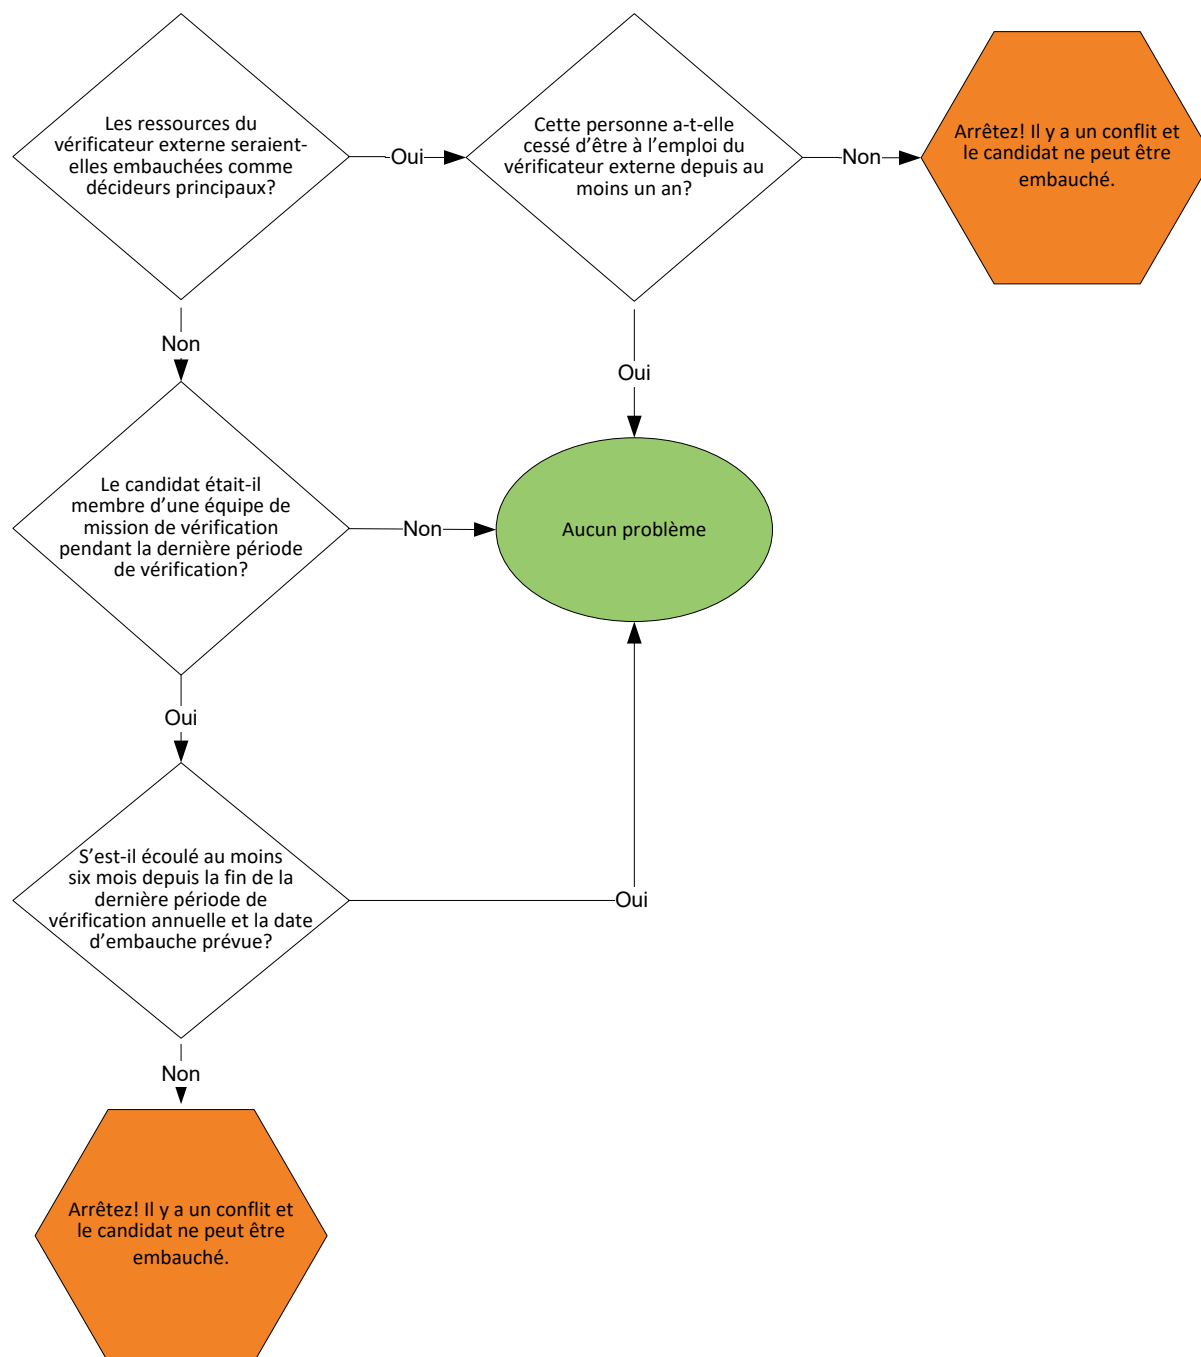 Les ressources du
vérificateur externe seraient-
elles embauchées comme
décideurs principaux?
Oui
Cette personne a-t-elle
cessé d'être à l'emploi du
vérificateur externe depuis au
moins un an?
Non
Arrêtez! Il y a un conflit et
le candidat ne peut être
embauché.
Non
Oui
Le candidat était-il
membre d'une équipe de
mission de vérification
pendant la dernière période
de vérification?
Non
Aucun problème
Oui
S'est-il écoulé au moins
six mois depuis la fin de la
dernière période de
vérification annuelle et la date
d'embauche prévue?
Oui
Non
Arrêtez! Il y a un conflit et
le candidat ne peut être
embauché.